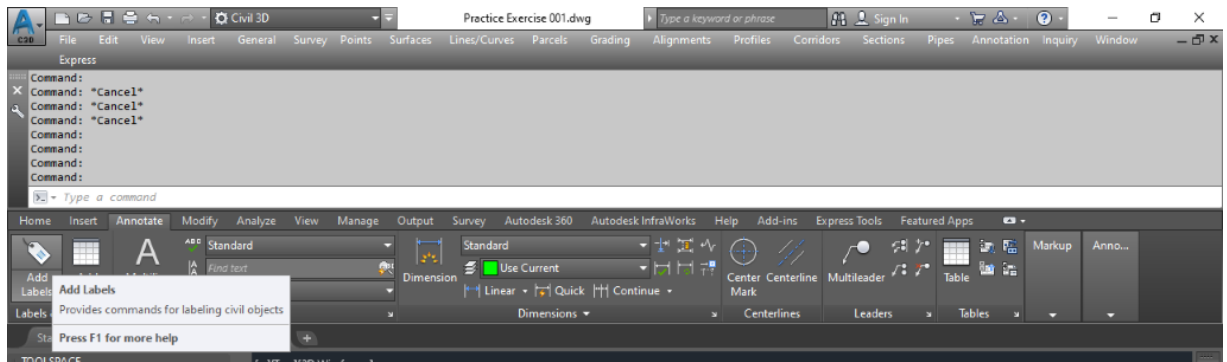 C3D Civil 3D Practice Exercise 001.dwg Type a keyword or phrase Sign In
File Edit View Insert General Survey Points Surfaces Lines/Curves Parcels Grading Alignments Profiles Corridors Sections Pipes Annotation Inquiry Window
Express
Command:
Command: *Cancel*
Command: *Cancel*
Command: *Cancel*
Command:
Command:
Command:
Command:
Type a command
Home Insert Annotate Modify Analyze View Manage Output Survey Autodesk 360 Autodesk InfraWorks Help Add-ins Express Tools Featured Apps
Standard Standard Markup Anno...
Add Find text Dimension Use Current Center Centerline Multileader Table
Labels Linear Quick Continue Mark
Add Labels
Provides commands for labeling civil objects
Press F1 for more help
Labels Dimensions Centerlines Leaders Tables
TOOLSPACE